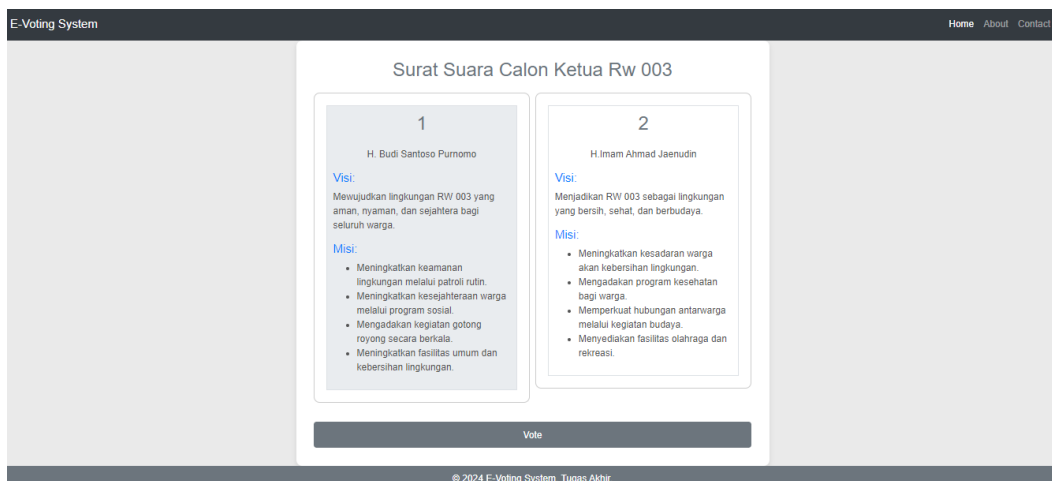 E-Voting System
Home About Contact
Surat Suara Calon Ketua Rw 003
1
H. Budi Santoso Purnomo
Visi:
Mewujudkan lingkungan RW 003 yang
aman, nyaman, dan sejahtera bagi
seluruh warga.
Misi:
• Meningkatkan keamanan
lingkungan melalui patroli rutin.
• Meningkatkan kesejahteraan warga
melalui program sosial.
• Mengadakan kegiatan gotong
royong secara berkala.
• Meningkatkan fasilitas umum dan
kebersihan lingkungan.
2
H.Imam Ahmad Jaenudin
Visi:
Menjadikan RW 003 sebagai lingkungan
yang bersih, sehat, dan berbudaya.
Misi:
• Meningkatkan kesadaran warga
akan kebersihan lingkungan.
• Mengadakan program kesehatan
bagi warga.
• Memperkuat hubungan antarwarga
melalui kegiatan budaya.
• Menyediakan fasilitas olahraga dan
rekreasi.
Vote
© 2024 E-Voting System. Tugas Akhir